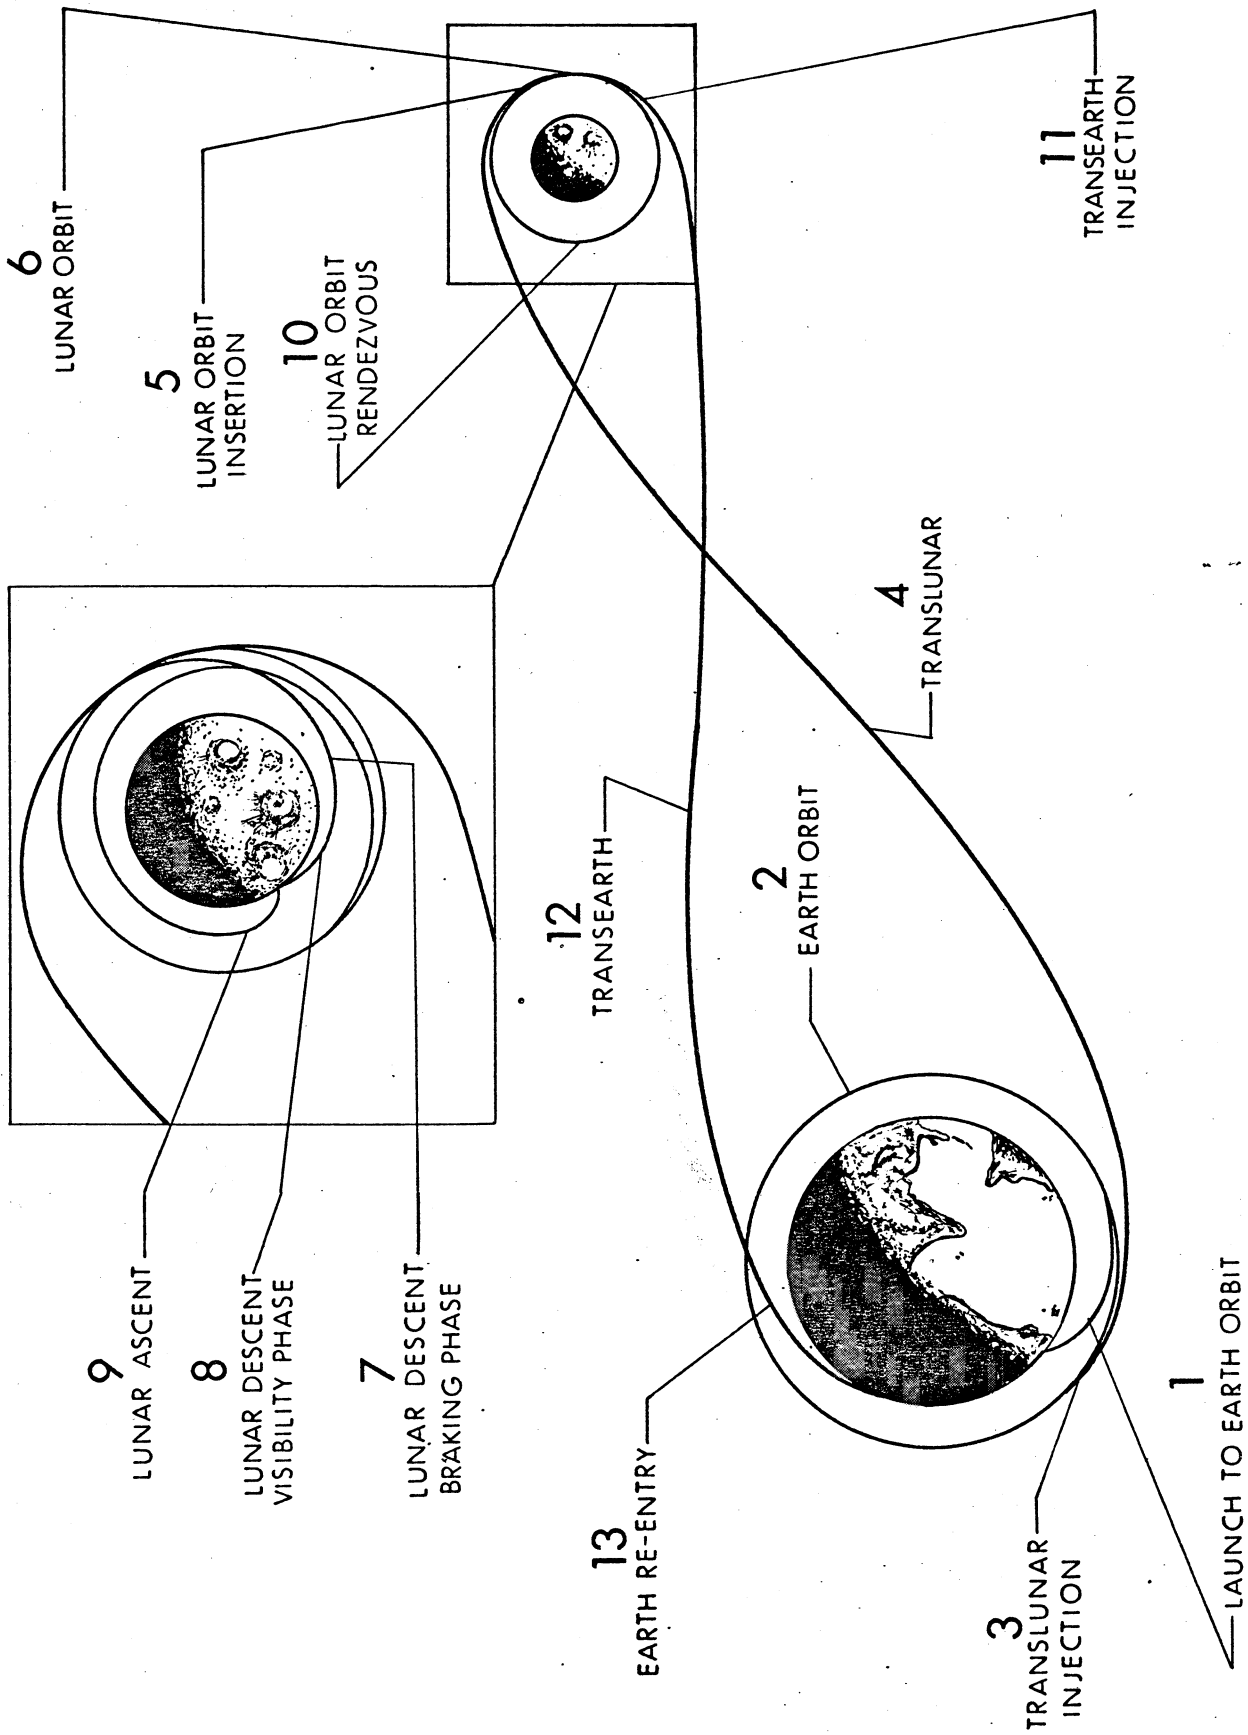 6
LUNAR ORBIT
5
LUNAR ORBIT
INSERTION
10
LUNAR ORBIT
RENDEZVOUS
11
TRANSEARTH
INJECTION
9
LUNAR ASCENT
8
LUNAR DESCENT
VISIBILITY PHASE
7
LUNAR DESCENT
BRAKING PHASE
12
TRANSEARTH
4
TRANSLUNAR
2
EARTH ORBIT
13
EARTH RE-ENTRY
3
TRANSLUNAR
INJECTION
1
LAUNCH TO EARTH ORBIT